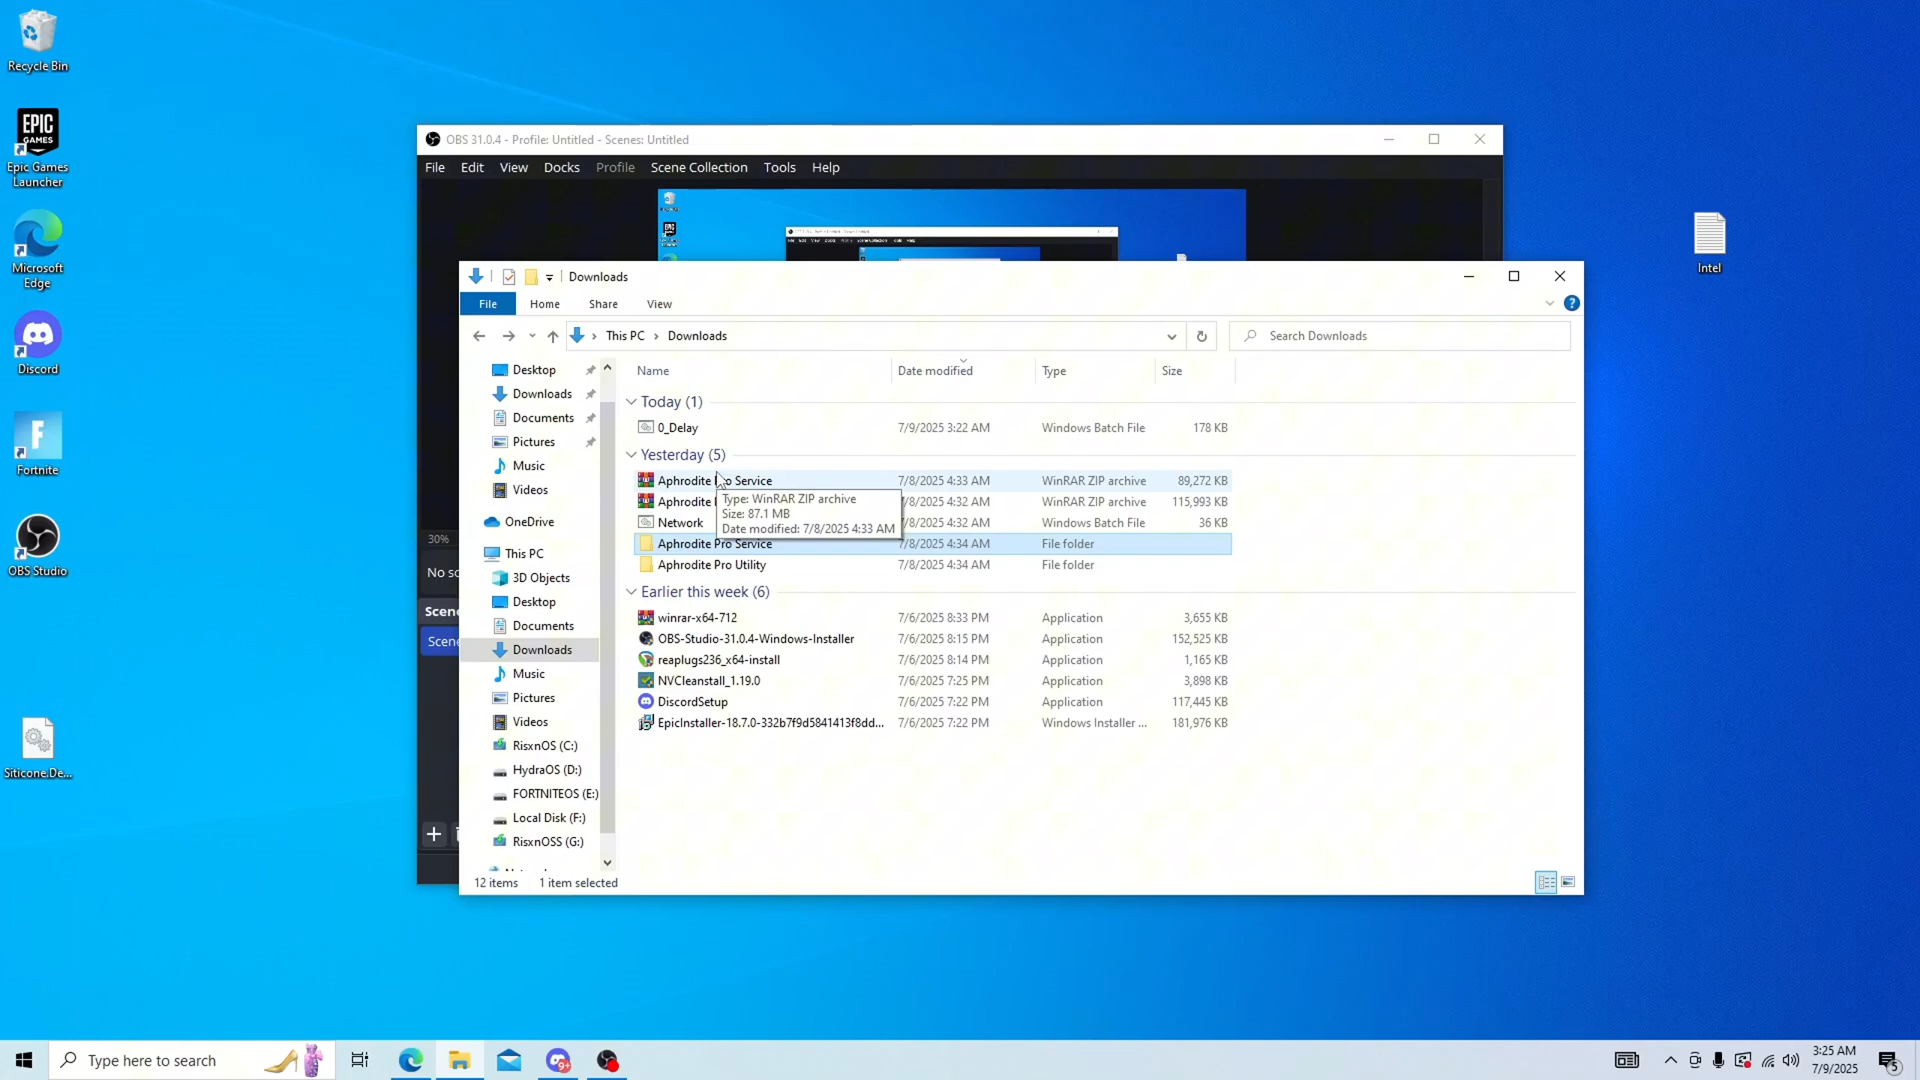 Recycle Bin
EPIC
GAMES
Epic Games
Launcher
Microsoft
Edge
Discord
Fortnite
OBS Studio
Siticone.De...
Intel
OBS 31.0.4 - Profile: Untitled - Scenes: Untitled
File Edit View Docks Profile Scene Collection Tools Help
30%
No so
Scene
Scene
Downloads
File Home Share View
This PC > Downloads
Search Downloads
Name Date modified Type Size
Today (1)
0_Delay 7/9/2025 3:22 AM Windows Batch File 178 KB
Yesterday (5)
Aphrodite Pro Service 7/8/2025 4:33 AM WinRAR ZIP archive 89,272 KB
Aphrodite 7/8/2025 4:32 AM WinRAR ZIP archive 115,993 KB
Network 7/8/2025 4:32 AM Windows Batch File 36 KB
Type: WinRAR ZIP archive
Size: 87.1 MB
Date modified: 7/8/2025 4:33 AM
Aphrodite Pro Service 7/8/2025 4:34 AM File folder
Aphrodite Pro Utility 7/8/2025 4:34 AM File folder
Earlier this week (6)
winrar-x64-712 7/6/2025 8:33 PM Application 3,655 KB
OBS-Studio-31.0.4-Windows-Installer 7/6/2025 8:15 PM Application 152,525 KB
reaplugs236_x64-install 7/6/2025 8:14 PM Application 1,165 KB
NVCleanstall_1.19.0 7/6/2025 7:25 PM Application 3,898 KB
DiscordSetup 7/6/2025 7:22 PM Application 117,445 KB
EpicInstaller-18.7.0-332b7f9d5841413f8dd... 7/6/2025 7:22 PM Windows Installer ... 181,976 KB
Desktop
Downloads
Documents
Pictures
Music
Videos
OneDrive
This PC
3D Objects
Desktop
Documents
Downloads
Music
Pictures
Videos
RisxnOS (C:)
HydraOS (D:)
FORTNITEOS (E:)
Local Disk (F:)
RisxnOSS (G:)
12 items 1 item selected
Type here to search
9+
3:25 AM
7/9/2025
5